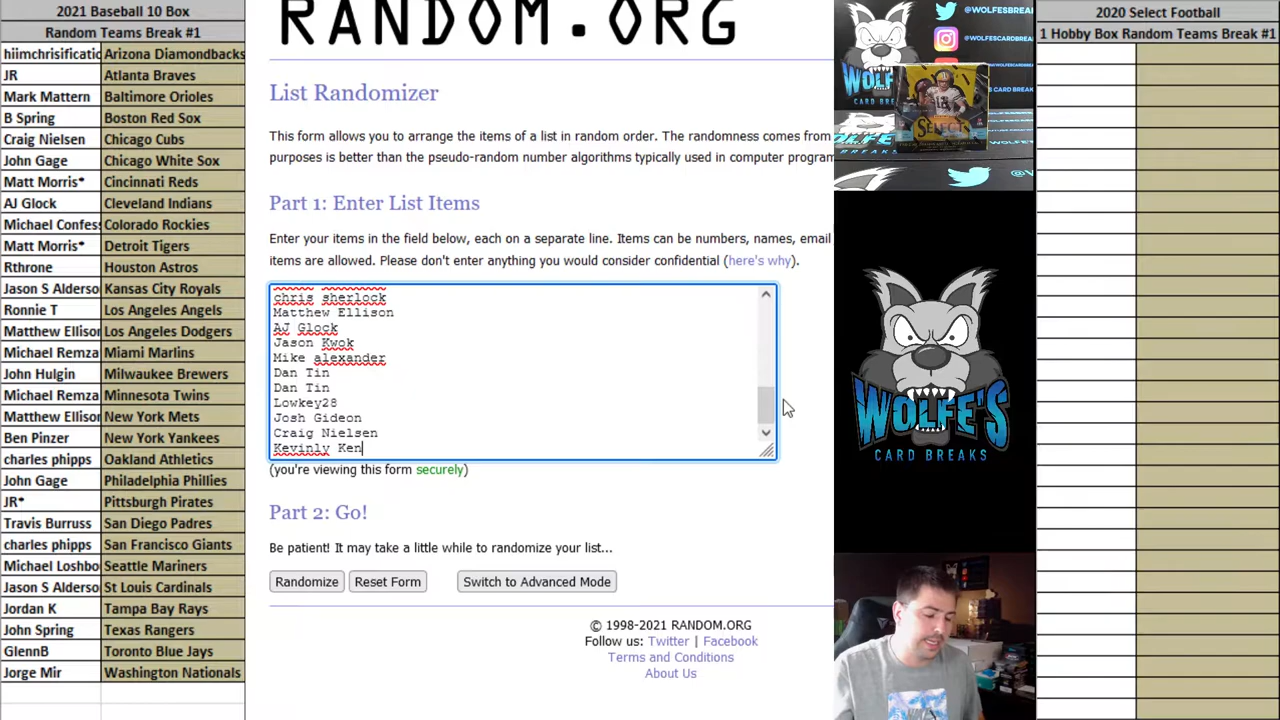 2021 Baseball 10 Box
Random Teams Break #1
hiimchrisificatic Arizona Diamondbacks
JR Atlanta Braves
Mark Mattern Baltimore Orioles
B Spring Boston Red Sox
Craig Nielsen Chicago Cubs
John Gage Chicago White Sox
Matt Morris* Cincinnati Reds
AJ Glock Cleveland Indians
Michael Confess Colorado Rockies
Matt Morris* Detroit Tigers
Rthrone Houston Astros
Jason S Alderso Kansas City Royals
Ronnie T Los Angeles Angels
Matthew Ellison Los Angeles Dodgers
Michael Remza Miami Marlins
John Hulgin Milwaukee Brewers
Michael Remza Minnesota Twins
Matthew Ellison New York Mets
Ben Pinzer New York Yankees
charles phipps Oakland Athletics
John Gage Philadelphia Phillies
JR* Pittsburgh Pirates
Travis Burruss San Diego Padres
charles phipps San Francisco Giants
Michael Loshbo Seattle Mariners
Jason S Alderso St Louis Cardinals
Jordan K Tampa Bay Rays
John Spring Texas Rangers
GlennB Toronto Blue Jays
Jorge Mir Washington Nationals
RANDOM.ORG
List Randomizer
This form allows you to arrange the items of a list in random order. The randomness comes from
purposes is better than the pseudo-random number algorithms typically used in computer program
Part 1: Enter List Items
Enter your items in the field below, each on a separate line. Items can be numbers, names, email
items are allowed. Please don't enter anything you would consider confidential (here's why).
chris sherlock
Matthew Ellison
AJ Glock
Jason Kwok
Mike alexander
Dan Tin
Dan Tin
Lowkey28
Josh Gideon
Craig Nielsen
Kevinly Ken
(you're viewing this form securely)
Part 2: Go!
Be patient! It may take a little while to randomize your list...
Randomize Reset Form Switch to Advanced Mode
© 1998-2021 RANDOM.ORG
Follow us: Twitter | Facebook
Terms and Conditions
About Us
@WOLFESBREA
@WOLFESCARDBREAK
CARD BREAKS
SELECT
@W
WOLFE'S
CARD BREAKS
2020 Select Football
1 Hobby Box Random Teams Break #1